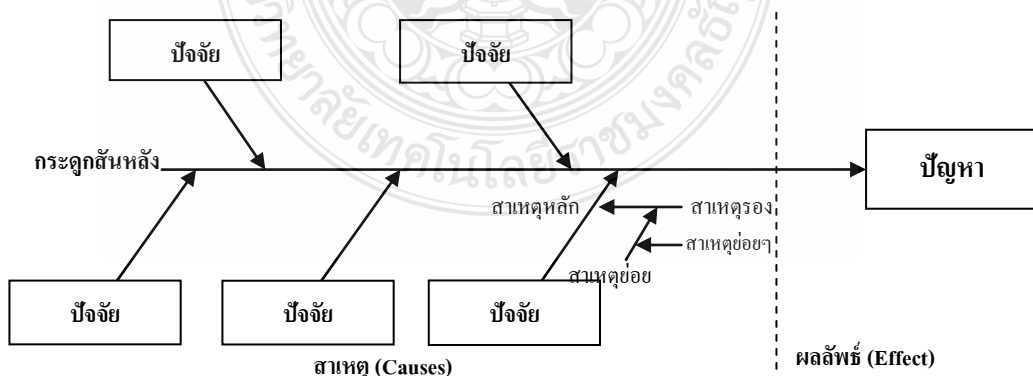 ปัจจัย
ปัจจัย
กระดูกสันหลัง
ปัญหา
สาเหตุหลัก
สาเหตุรอง
สาเหตุย่อยๆ
สาเหตุย่อย
ปัจจัย
ปัจจัย
ปัจจัย
สาเหตุ (Causes)
ผลลัพธ์ (Effect)